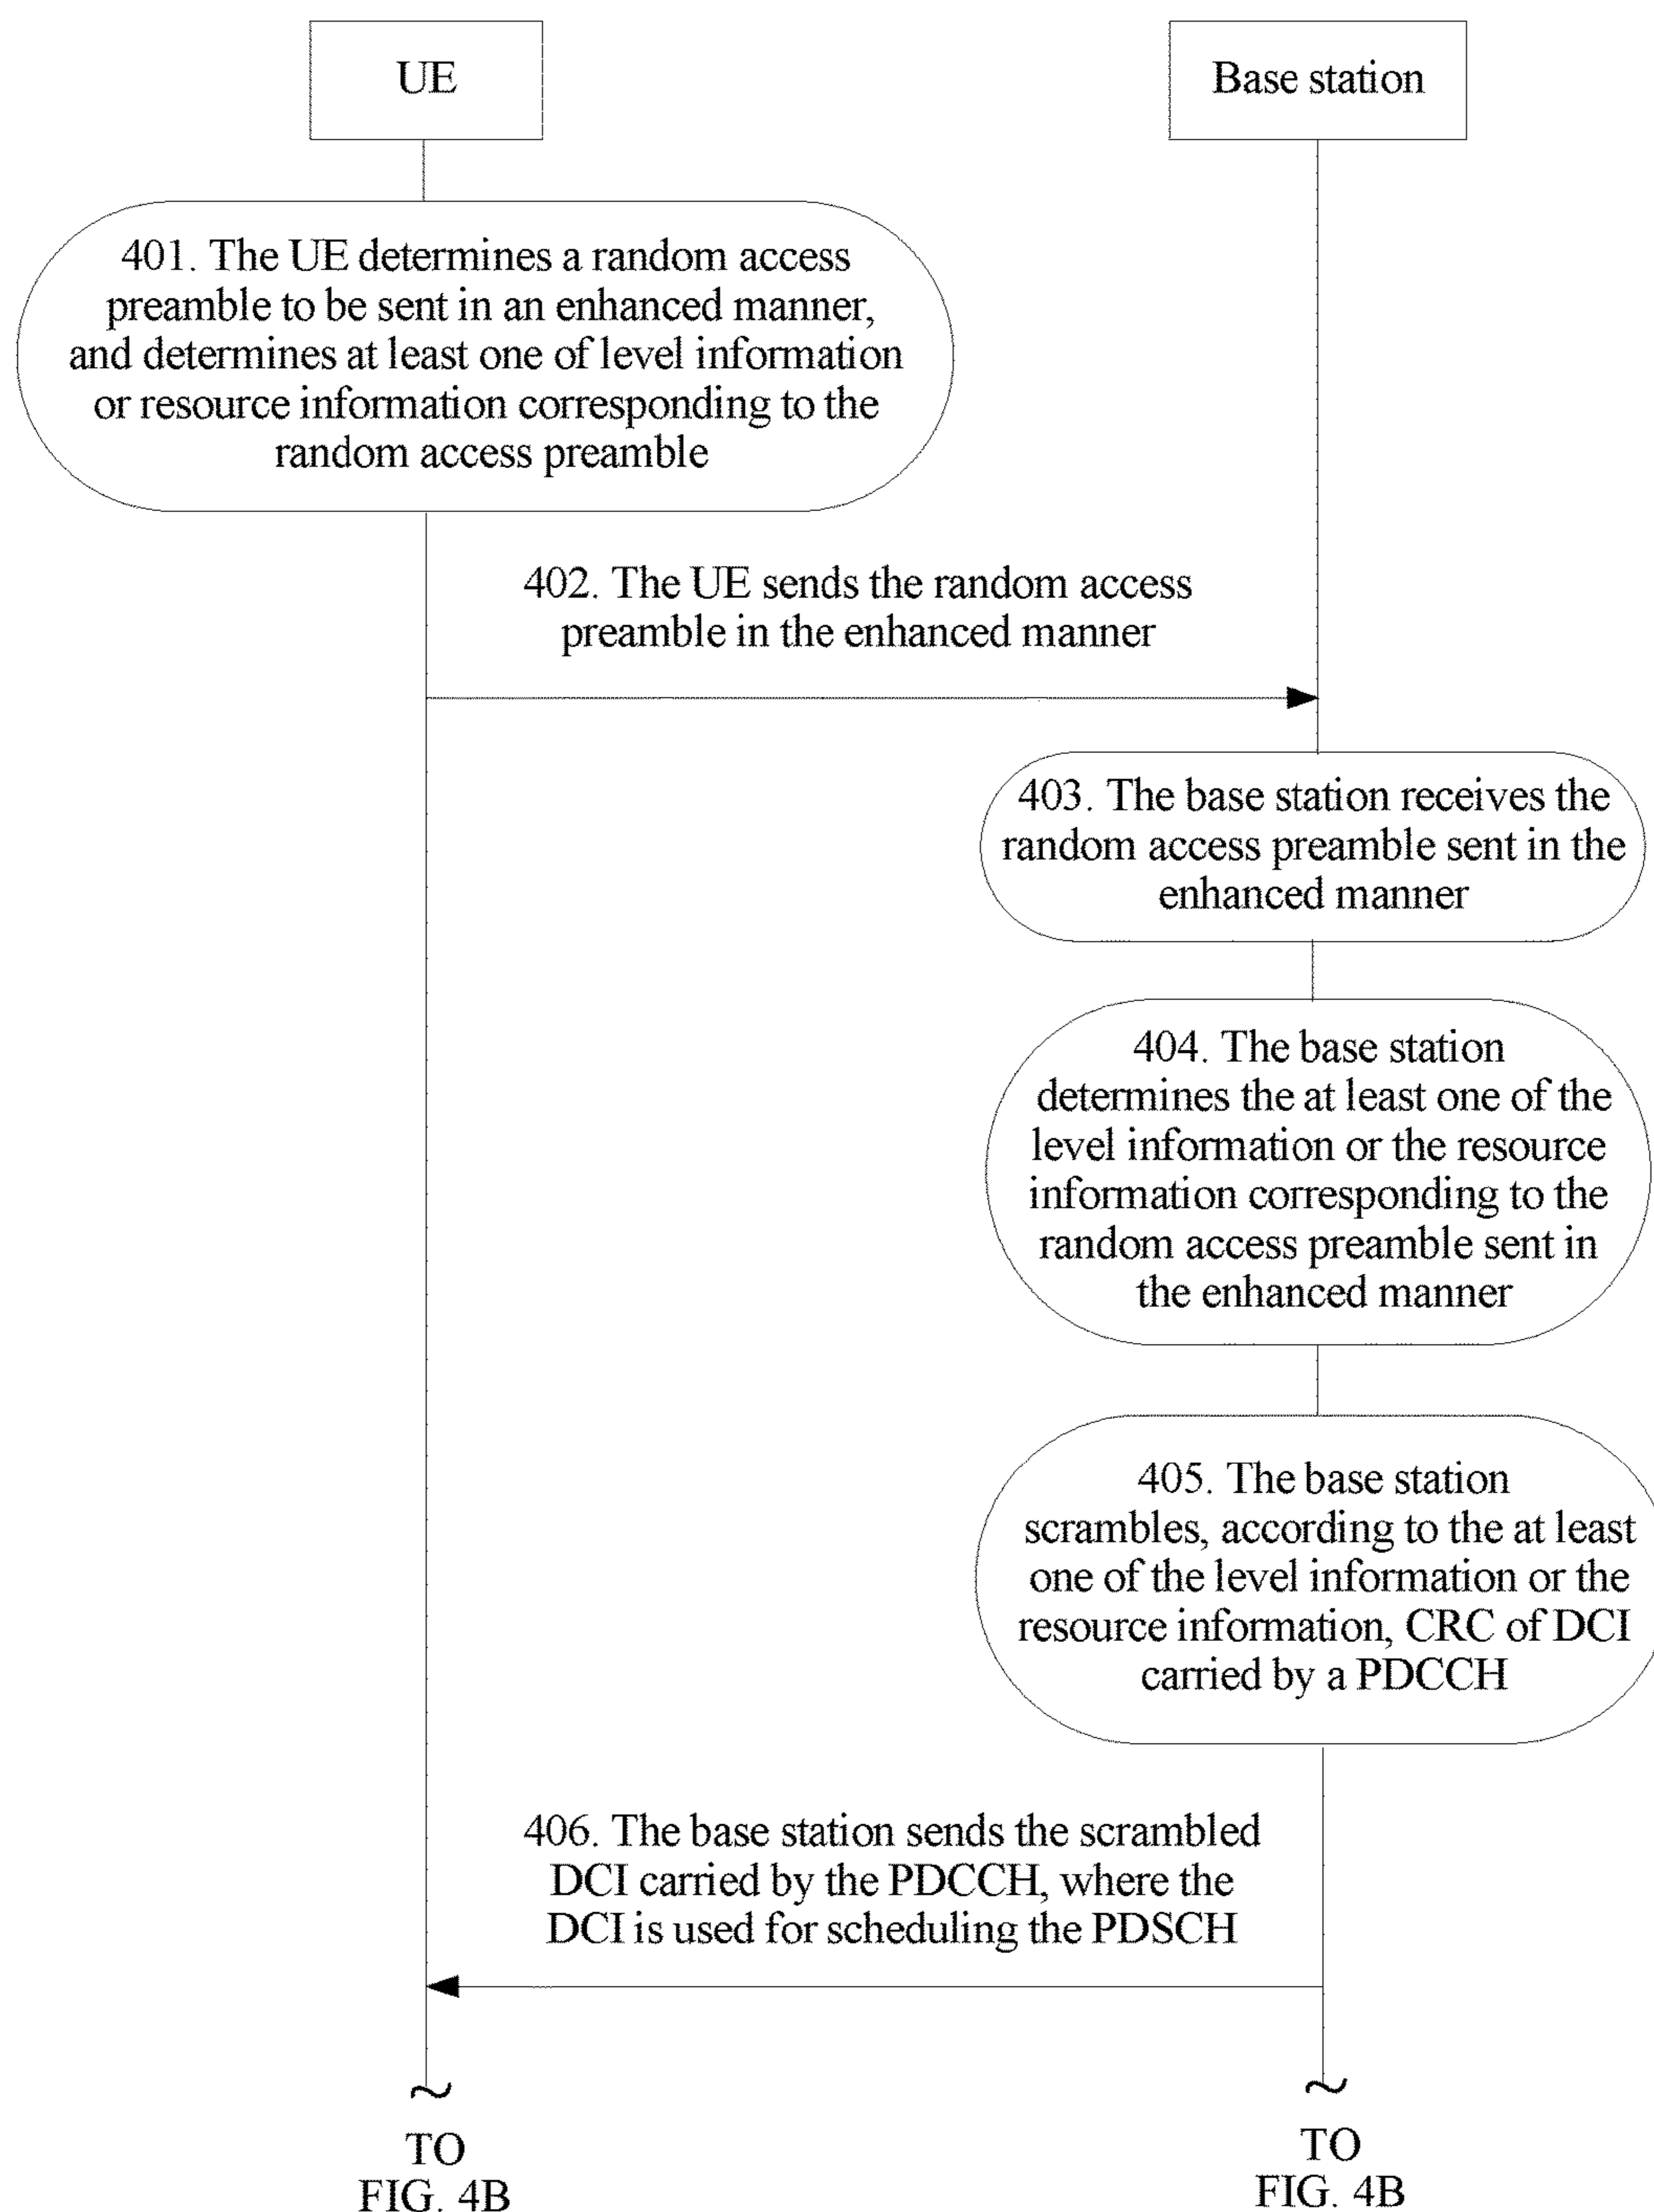 UE
Base station
401. The UE determines a random access
preamble to be sent in an enhanced manner,
and determines at least one of level information
or resource information corresponding to the
random access preamble
402. The UE sends the random access
preamble in the enhanced manner
403. The base station receives the
random access preamble sent in the
enhanced manner
404. The base station
determines the at least one of the
level information or the resource
information corresponding to the
random access preamble sent in
the enhanced manner
405. The base station
scrambles, according to the at least
one of the level information or the
resource information, CRC of DCI
carried by a PDCCH
406. The base station sends the scrambled
DCI carried by the PDCCH, where the
DCI is used for scheduling the PDSCH
TO
FIG. 4B
TO
FIG. 4B